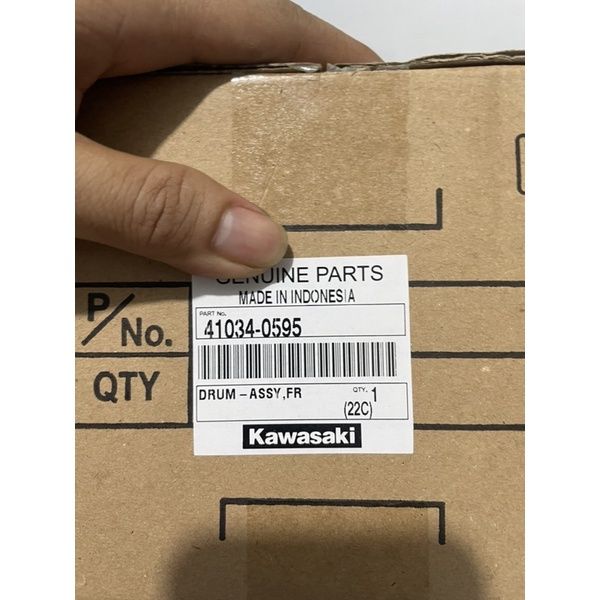 GENUINE PARTS
MADE IN INDONESIA
PART No.
41034-0595
P/No.
QTY
DRUM-ASSY,FR
QTY. 1
(22C)
Kawasaki